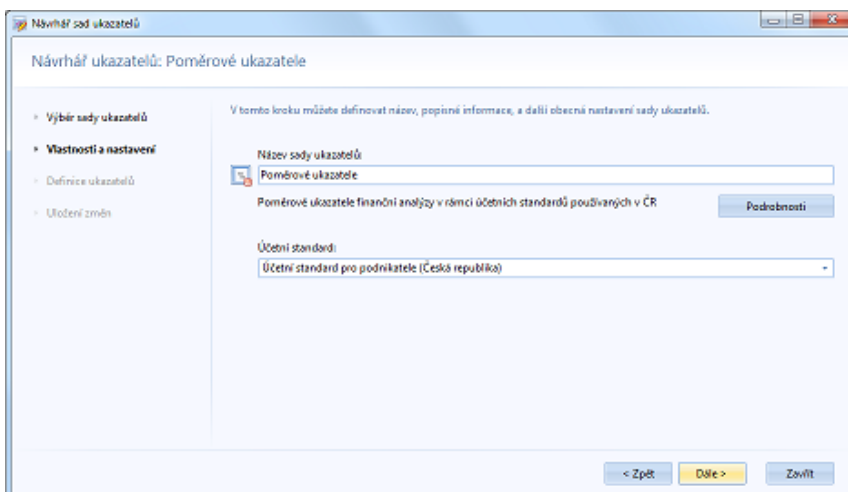 Návrhář sad ukazatelů
Návrhář ukazatelů: Poměrové ukazatele
Výběr sady ukazatelů
Vlastnosti a nastavení
Definice ukazatelů
Uložení změn
V tomto kroku můžete definovat název, popisné informace, a další obecná nastavení sady ukazatelů.
Název sady ukazatelů:
Poměrové ukazatele
Poměrové ukazatele finanční analýzy v rámci účetních standardů používaných v ČR
Podrobnosti
Účetní standard:
Účetní standard pro podnikatele (Česká republika)
< Zpět
Dále >
Zavřít